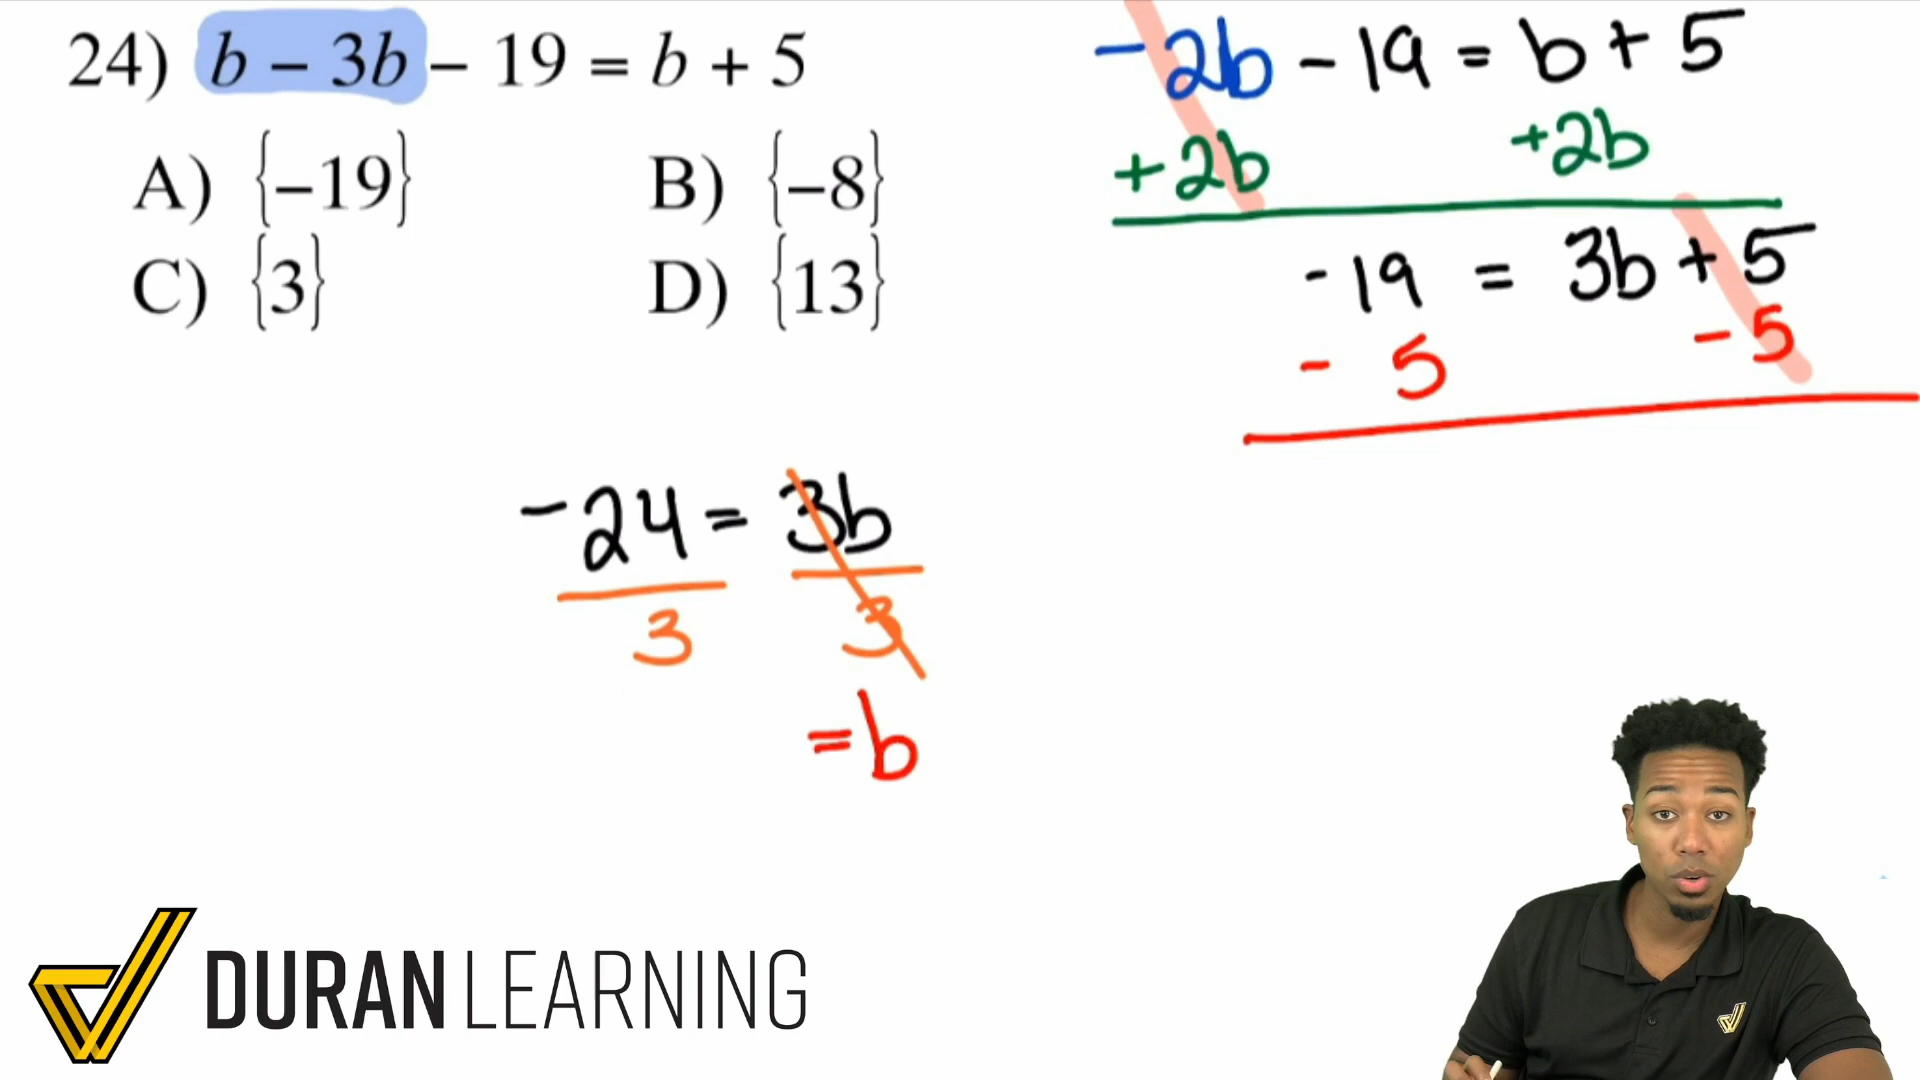 24) b – 3b – 19 = b + 5
A) {–19}
B) {–8}
C) {3}
D) {13}
-2b - 19 = b + 5
+2b +2b
-19 = 3b + 5
- 5 - 5
-24 = 3b
3 3
= b
DURAN LEARNING